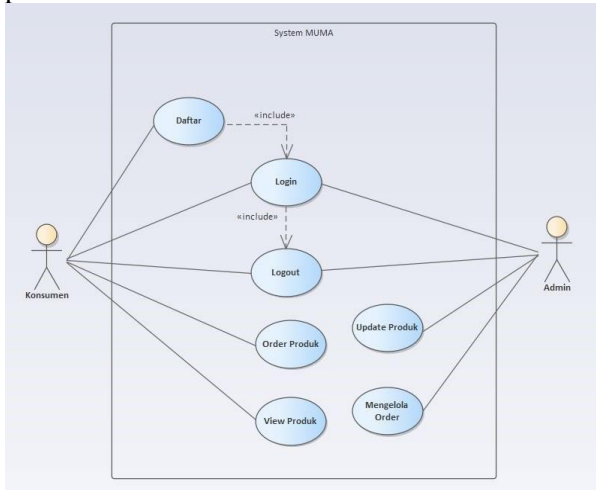 System MUMA
Daftar
«include»
Login
«include»
Logout
Konsumen
Admin
Order Produk
Update Produk
View Produk
Mengelola
Order